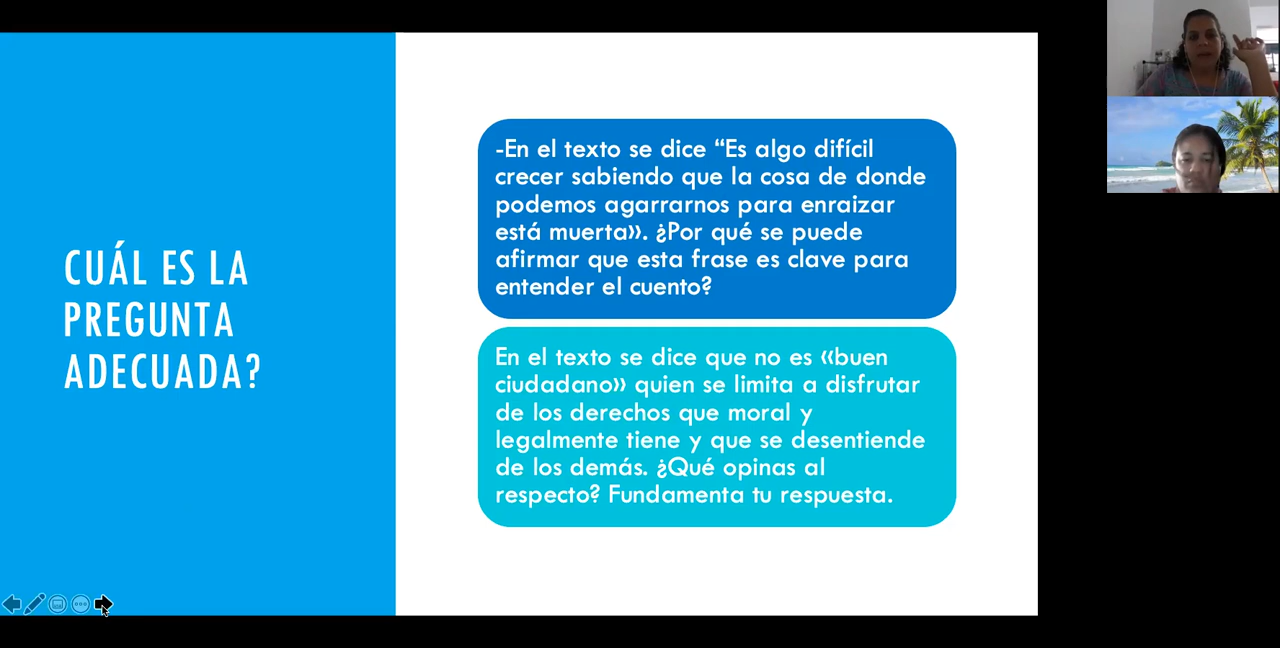 CUÁL ES LA
PREGUNTA
ADECUADA?
-En el texto se dice “Es algo difícil
crecer sabiendo que la cosa de donde
podemos agarrarnos para enraizar
está muerta». ¿Por qué se puede
afirmar que esta frase es clave para
entender el cuento?
En el texto se dice que no es «buen
ciudadano» quien se limita a disfrutar
de los derechos que moral y
legalmente tiene y que se desentiende
de los demás. ¿Qué opinas al
respecto? Fundamenta tu respuesta.